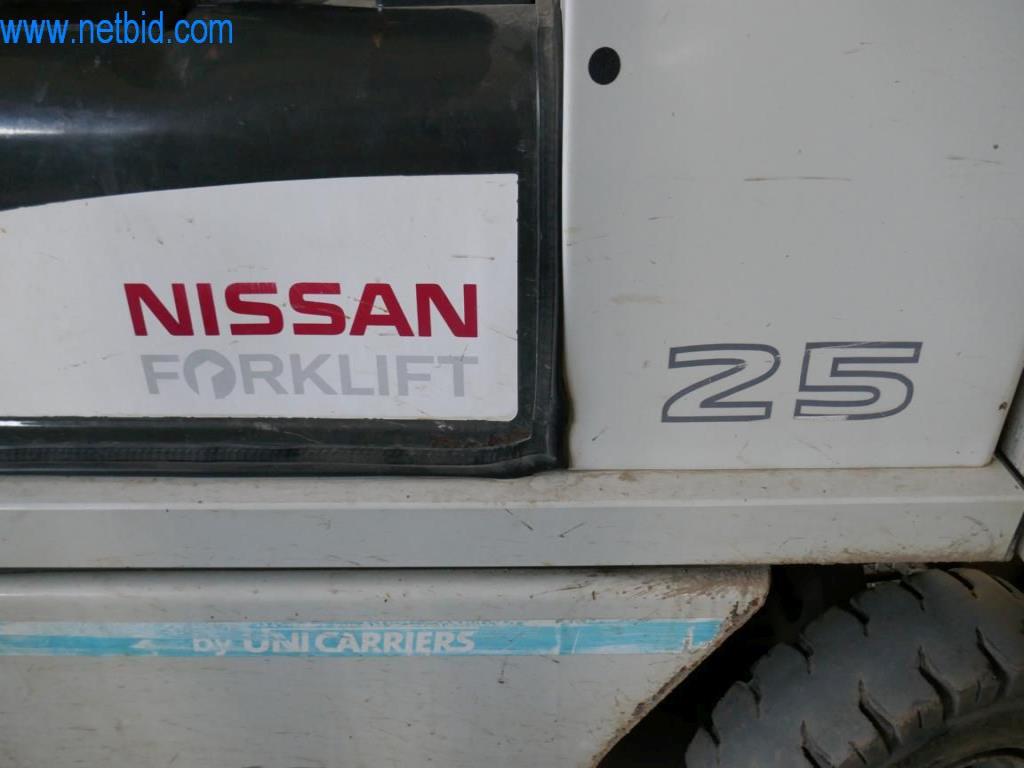 www.netbid.com
NISSAN
FORKLIFT
25
by UNICARRIERS